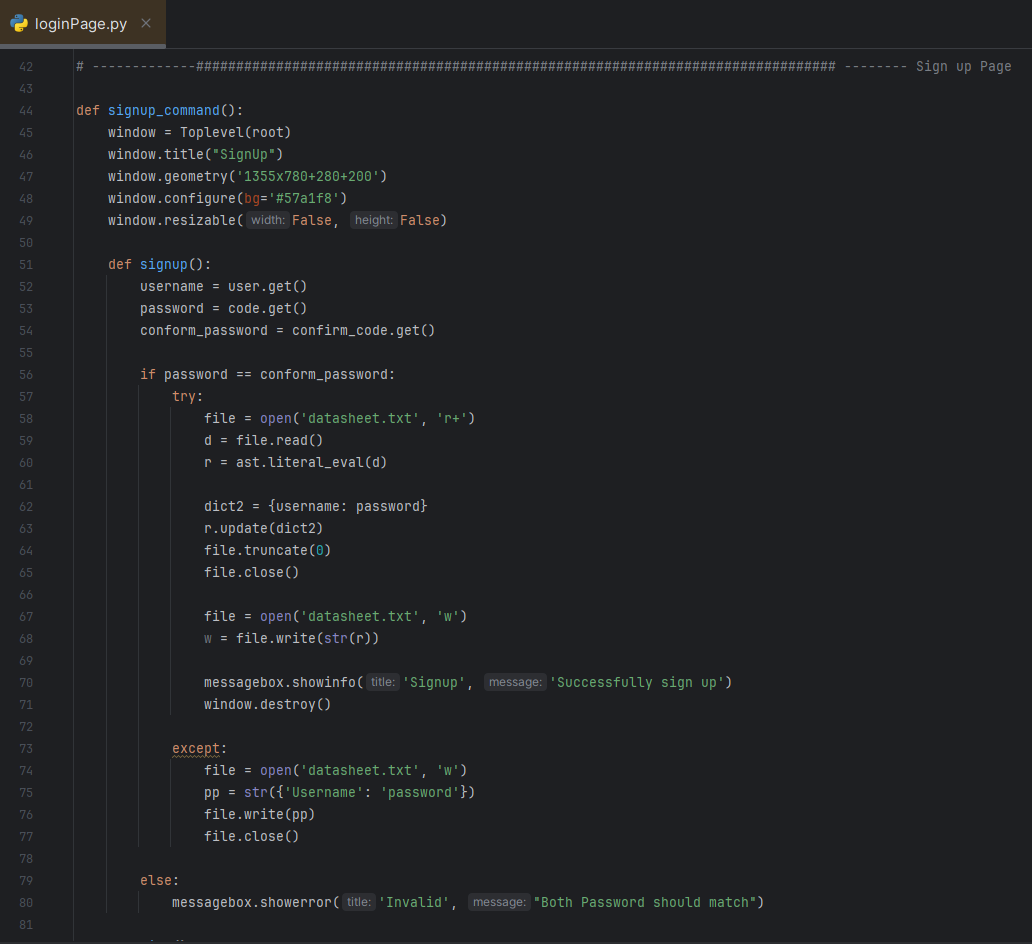 loginPage.py
42 # -------------################################################################################ -------- Sign up Page
43
44 def signup_command():
45     window = Toplevel(root)
46     window.title("SignUp")
47     window.geometry('1355x780+280+200')
48     window.configure(bg='#57a1f8')
49     window.resizable( width: False, height: False)
50
51     def signup():
52         username = user.get()
53         password = code.get()
54         conform_password = confirm_code.get()
55
56         if password == conform_password:
57             try:
58                 file = open('datasheet.txt', 'r+')
59                 d = file.read()
60                 r = ast.literal_eval(d)
61
62                 dict2 = {username: password}
63                 r.update(dict2)
64                 file.truncate(0)
65                 file.close()
66
67                 file = open('datasheet.txt', 'w')
68                 w = file.write(str(r))
69
70                 messagebox.showinfo( title: 'Signup', message: 'Successfully sign up')
71                 window.destroy()
72
73             except:
74                 file = open('datasheet.txt', 'w')
75                 pp = str({'Username': 'password'})
76                 file.write(pp)
77                 file.close()
78
79         else:
80             messagebox.showerror( title: 'Invalid', message: "Both Password should match")
81